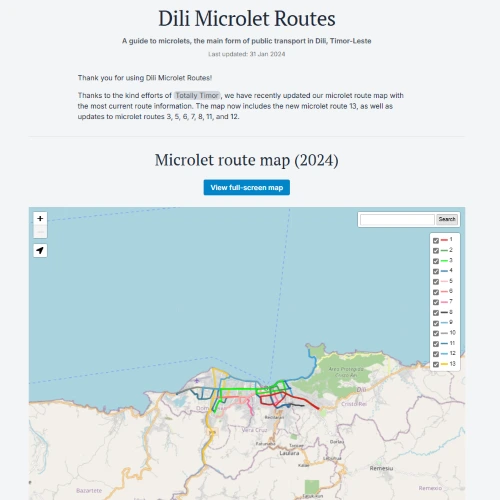 Dili Microlet Routes
A guide to microlets, the main form of public transport in Dili, Timor-Leste
Last updated: 31 Jan 2024
Thank you for using Dili Microlet Routes!
Thanks to the kind efforts of Totally Timor, we have recently updated our microlet route map with
the most current route information. The map now includes the new microlet route 13, as well as
updates to microlet routes 3, 5, 6, 7, 8, 11, and 12.
Microlet route map (2024)
View full-screen map
+
Search
1
2
3
4
5
6
7
8
9
10
11
12
13
Dili
Cristo Rei
Vera Cruz
Laulara
Remesiu
Remexio
Bazartete